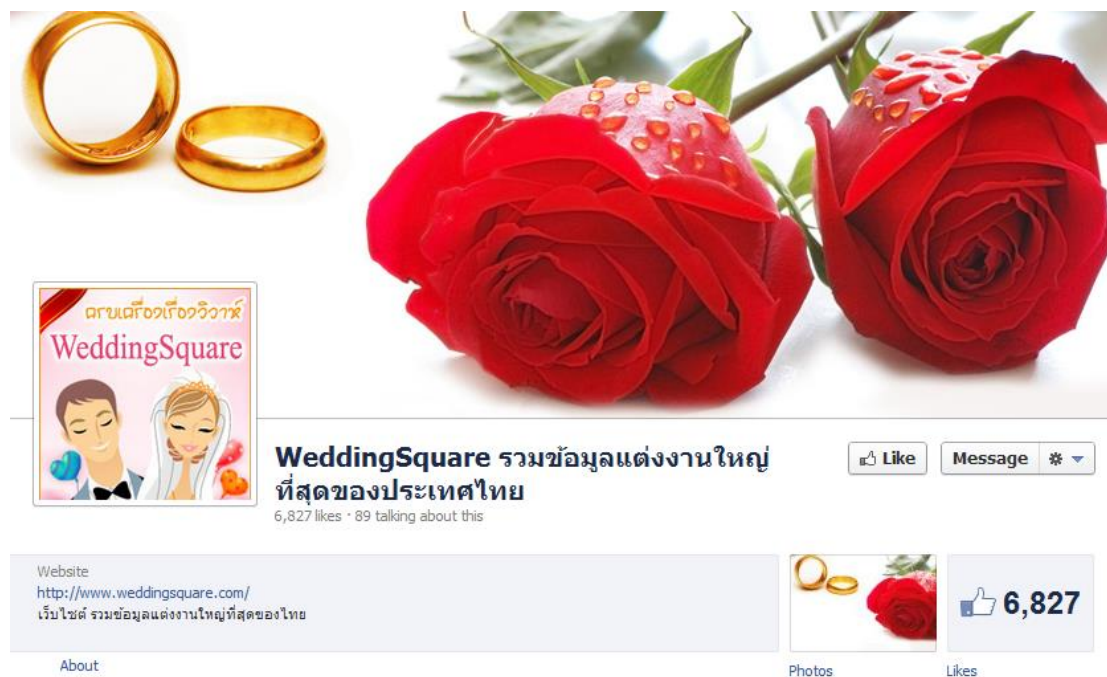 ครบเครื่องเรื่องวิวาห์
WeddingSquare
WeddingSquare รวมข้อมูลแต่งงานใหญ่
ที่สุดของประเทศไทย
6,827 likes · 89 talking about this
Like
Message
Website
http://www.weddingsquare.com/
เว็บไซต์ รวมข้อมูลแต่งงานใหญ่ที่สุดของไทย
6,827
About
Photos
Likes